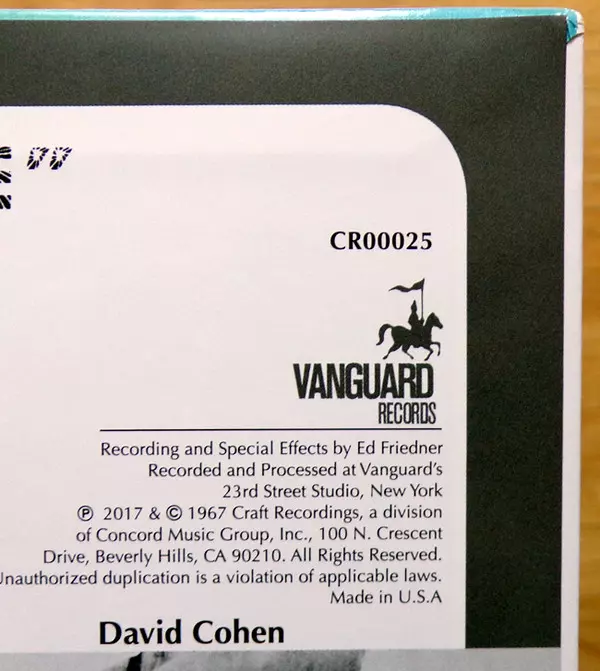 "
CR00025
VANGUARD
RECORDS
Recording and Special Effects by Ed Friedner
Recorded and Processed at Vanguard's
23rd Street Studio, New York
℗ 2017 & © 1967 Craft Recordings, a division
of Concord Music Group, Inc., 100 N. Crescent
Drive, Beverly Hills, CA 90210. All Rights Reserved.
Unauthorized duplication is a violation of applicable laws.
Made in U.S.A
David Cohen